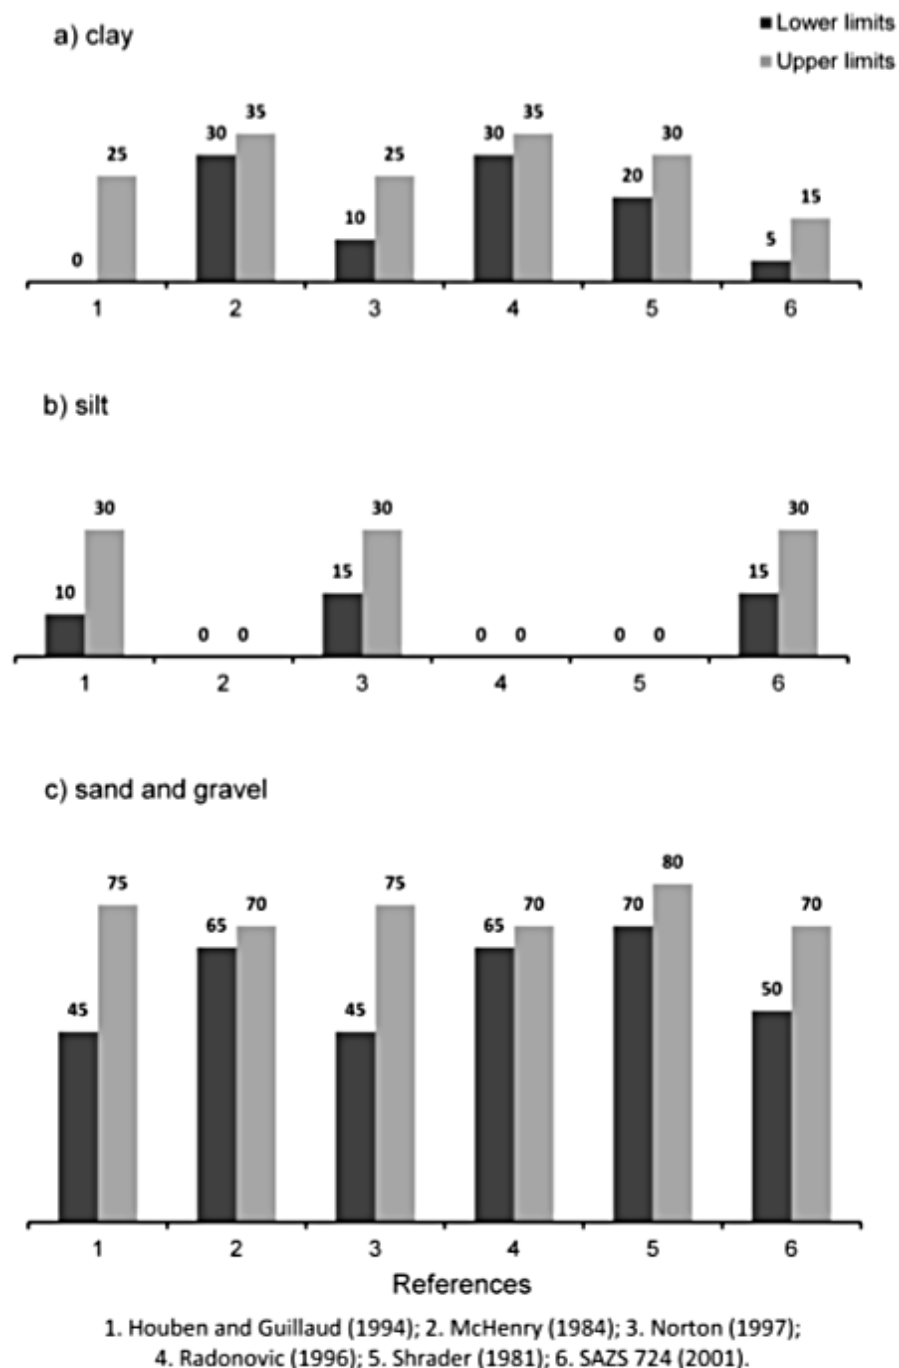 a) clay
Lower limits
Upper limits
0 25 30 35 10 25 30 35 20 30 5 15
1 2 3 4 5 6
b) silt
10 30 0 0 15 30 0 0 0 0 15 30
1 2 3 4 5 6
c) sand and gravel
45 75 65 70 45 75 65 70 70 80 50 70
1 2 3 4 5 6
References
1. Houben and Guillaud (1994); 2. McHenry (1984); 3. Norton (1997);
4. Radonovic (1996); 5. Shrader (1981); 6. SAZS 724 (2001).